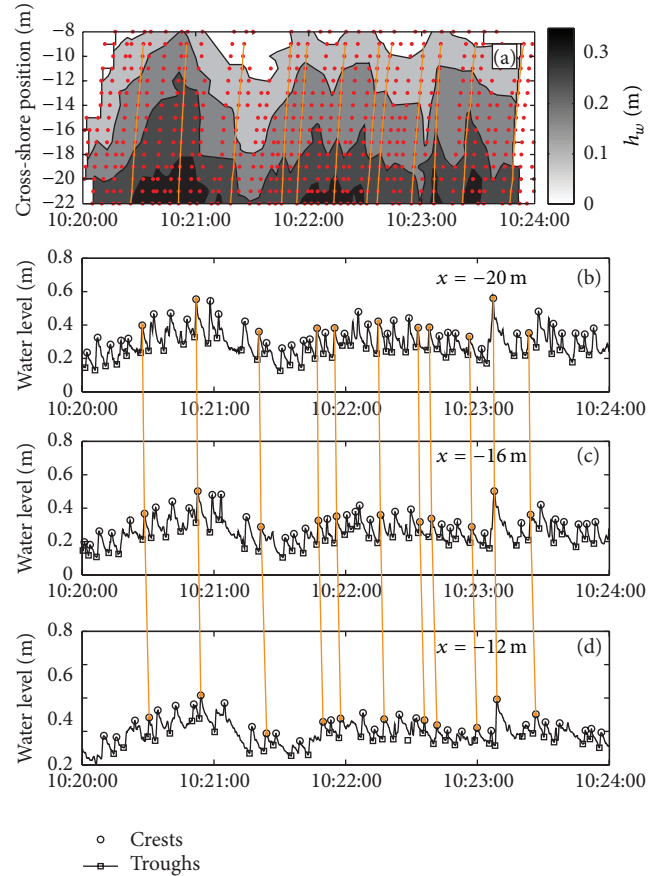 −8
−10
−12
−14
−16
−18
−20
−22
Cross-shore position (m)
(a)
10:20:00 10:21:00 10:22:00 10:23:00 10:24:00
0.3
0.2
0.1
0
h_w (m)
0.8
0.6
0.4
0.2
0
Water level (m)
x = −20 m
(b)
10:20:00 10:21:00 10:22:00 10:23:00 10:24:00
0.8
0.6
0.4
0.2
0
Water level (m)
x = −16 m
(c)
10:20:00 10:21:00 10:22:00 10:23:00 10:24:00
0.8
0.6
0.4
0.2
Water level (m)
x = −12 m
(d)
10:20:00 10:21:00 10:22:00 10:23:00 10:24:00
Crests
Troughs